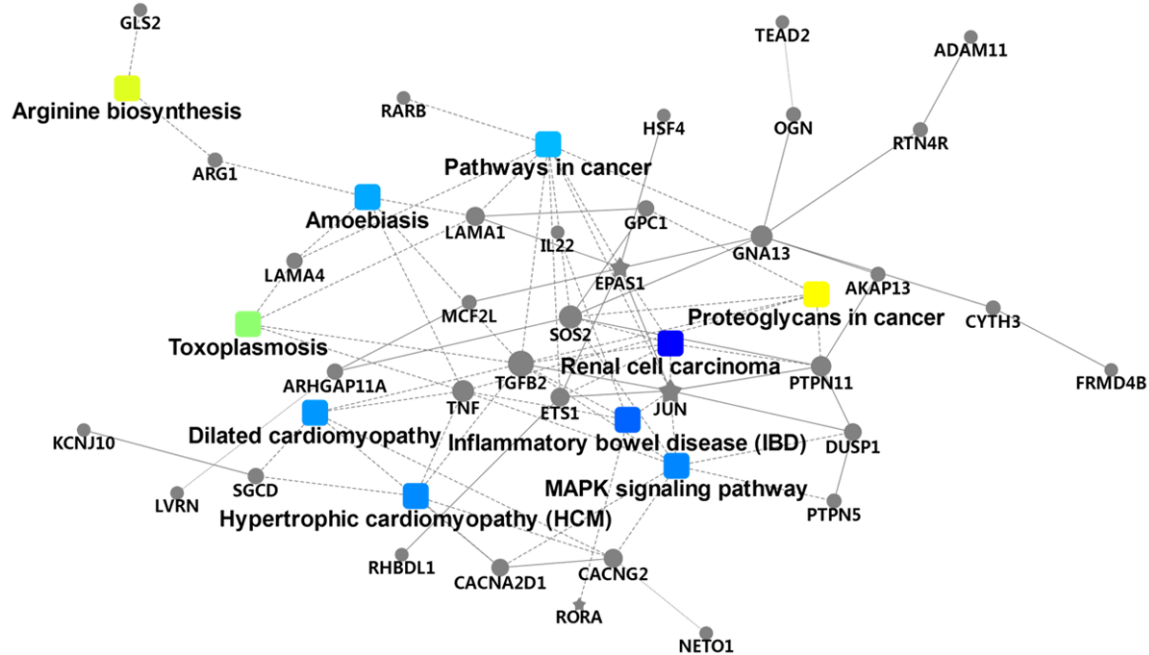 GLS2
TEAD2
ADAM11
Arginine biosynthesis
RARB
HSF4
OGN
RTN4R
Pathways in cancer
ARG1
Amoebiasis
LAMA1
GPC1
IL22
GNA13
LAMA4
EPAS1
AKAP13
MCF2L
Proteoglycans in cancer
CYTH3
SOS2
Toxoplasmosis
Renal cell carcinoma
ARHGAP11A
TGFB2
PTPN11
FRMD4B
TNF
ETS1
JUN
KCNJ10
Dilated cardiomyopathy
Inflammatory bowel disease (IBD)
DUSP1
SGCD
MAPK signaling pathway
LVRN
Hypertrophic cardiomyopathy (HCM)
PTPN5
RHBDL1
CACNA2D1
CACNG2
RORA
NETO1